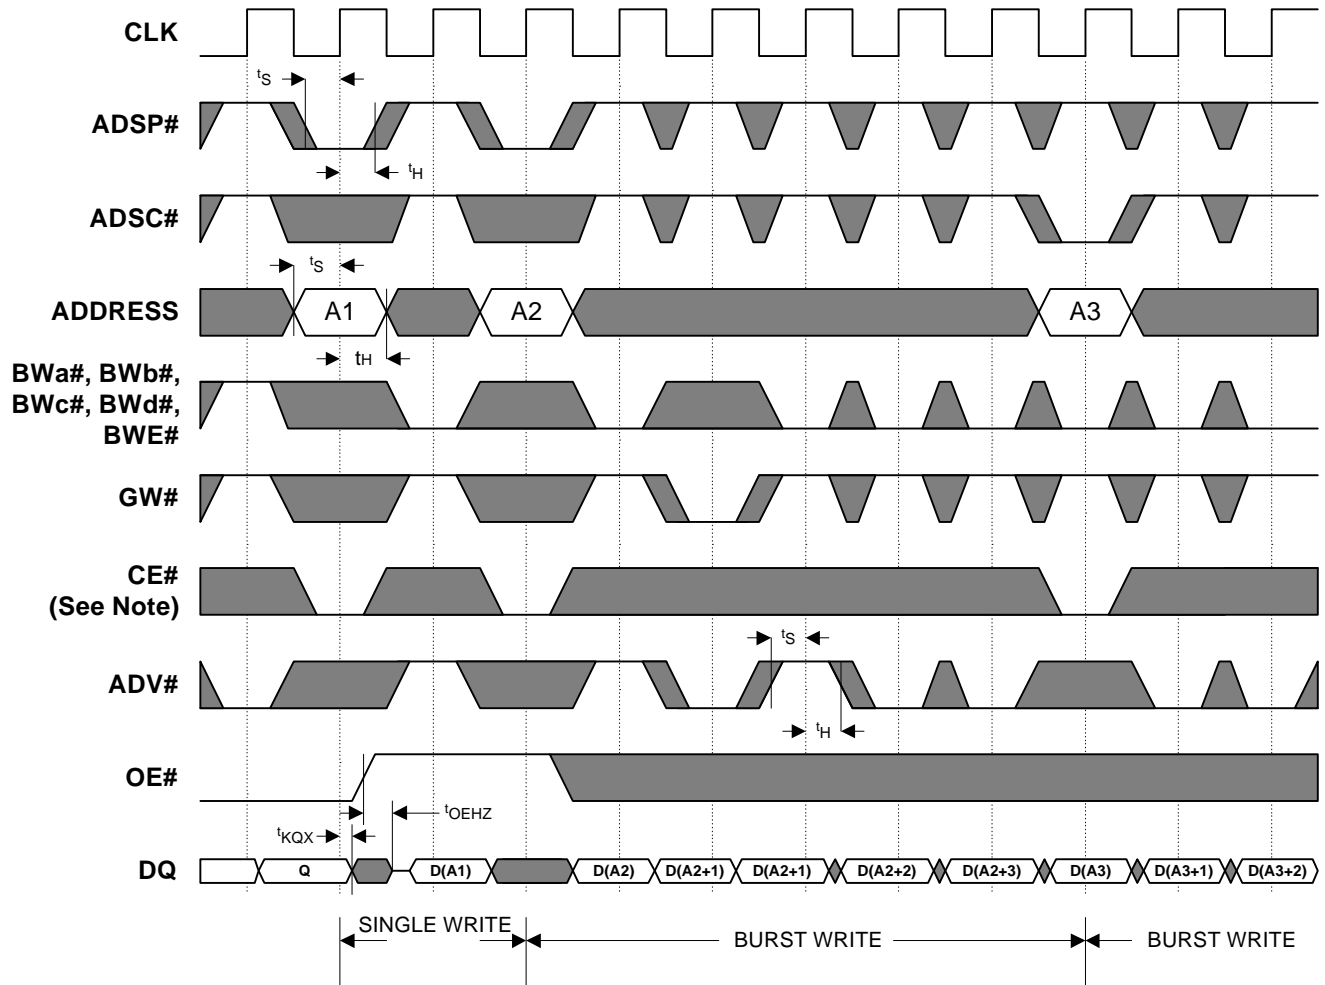 CLK
tS
ADSP#
tH
ADSC#
tS
ADDRESS
A1
A2
A3
tH
BWa#, BWb#,
BWc#, BWd#,
BWE#
GW#
CE#
(See Note)
tS
ADV#
tH
OE#
tOEHZ
tKQX
DQ
Q
D(A1)
D(A2)
D(A2+1)
D(A2+1)
D(A2+2)
D(A2+3)
D(A3)
D(A3+1)
D(A3+2)
SINGLE WRITE
BURST WRITE
BURST WRITE